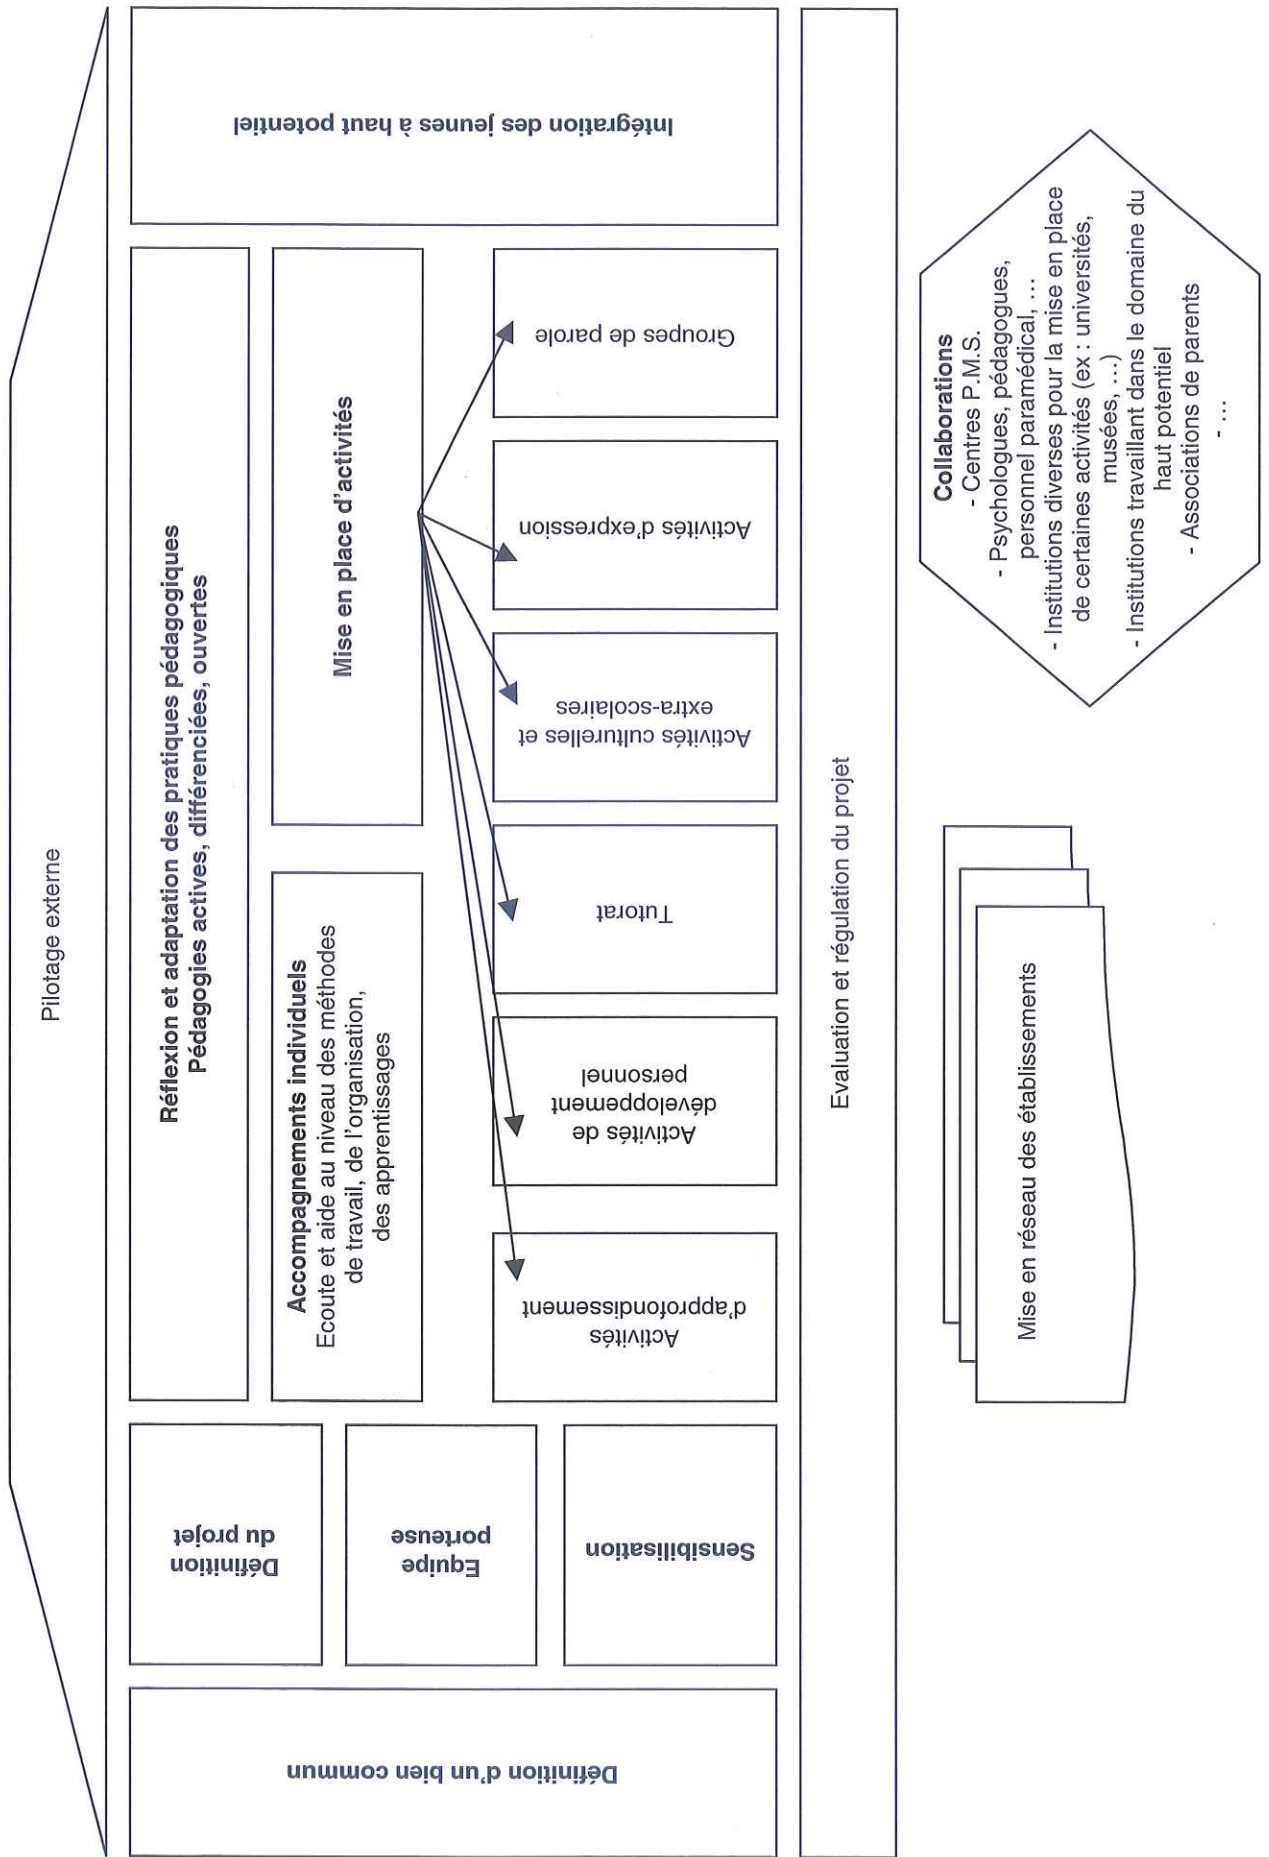 Pilotage externe
Définition d'un bien commun
Définition
du projet
Equipe
porteuse
Sensibilisation
Réflexion et adaptation des pratiques pédagogiques
Pédagogies actives, différenciées, ouvertes
Accompagnements individuels
Ecoute et aide au niveau des méthodes
de travail, de l'organisation,
des apprentissages
Mise en place d'activités
Activités
d'approfondissement
Activités de
développement
personnel
Tutorat
Activités culturelles et
extra-scolaires
Activités d'expression
Groupes de parole
Intégration des jeunes à haut potentiel
Evaluation et régulation du projet
Mise en réseau des établissements
Collaborations
- Centres P.M.S.
- Psychologues, pédagogues,
personnel paramédical, …
- Institutions diverses pour la mise en place
de certaines activités (ex : universités,
musées, …)
- Institutions travaillant dans le domaine du
haut potentiel
- Associations de parents
- …